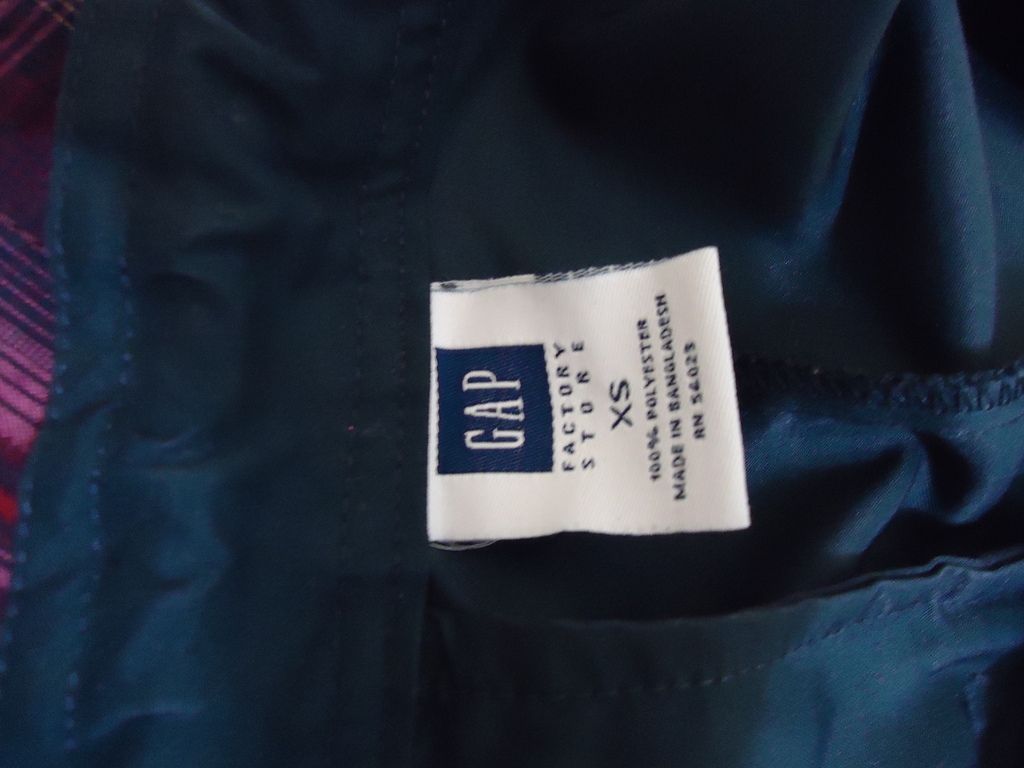 GAP
FACTORY
STORE
XS
100% POLYESTER
MADE IN BANGLADESH
RN 54023